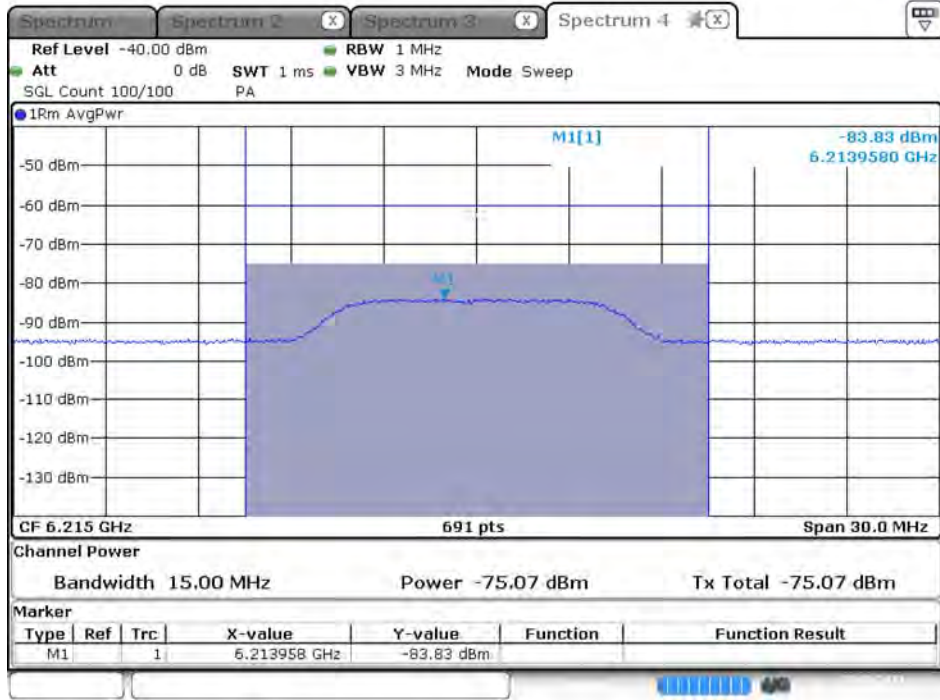 Spectrum Spectrum 2 X Spectrum 3 X Spectrum 4 X
Ref Level -40.00 dBm RBW 1 MHz
Att 0 dB SWT 1 ms VBW 3 MHz Mode Sweep
SGL Count 100/100 PA
1Rm AvgPwr
M1[1] -83.83 dBm
6.2139580 GHz
-50 dBm
-60 dBm
-70 dBm
M1
-80 dBm
-90 dBm
-100 dBm
-110 dBm
-120 dBm
-130 dBm
CF 6.215 GHz 691 pts Span 30.0 MHz
Channel Power
Bandwidth 15.00 MHz Power -75.07 dBm Tx Total -75.07 dBm
Marker
Type Ref Trc X-value Y-value Function Function Result
M1 1 6.213958 GHz -83.83 dBm